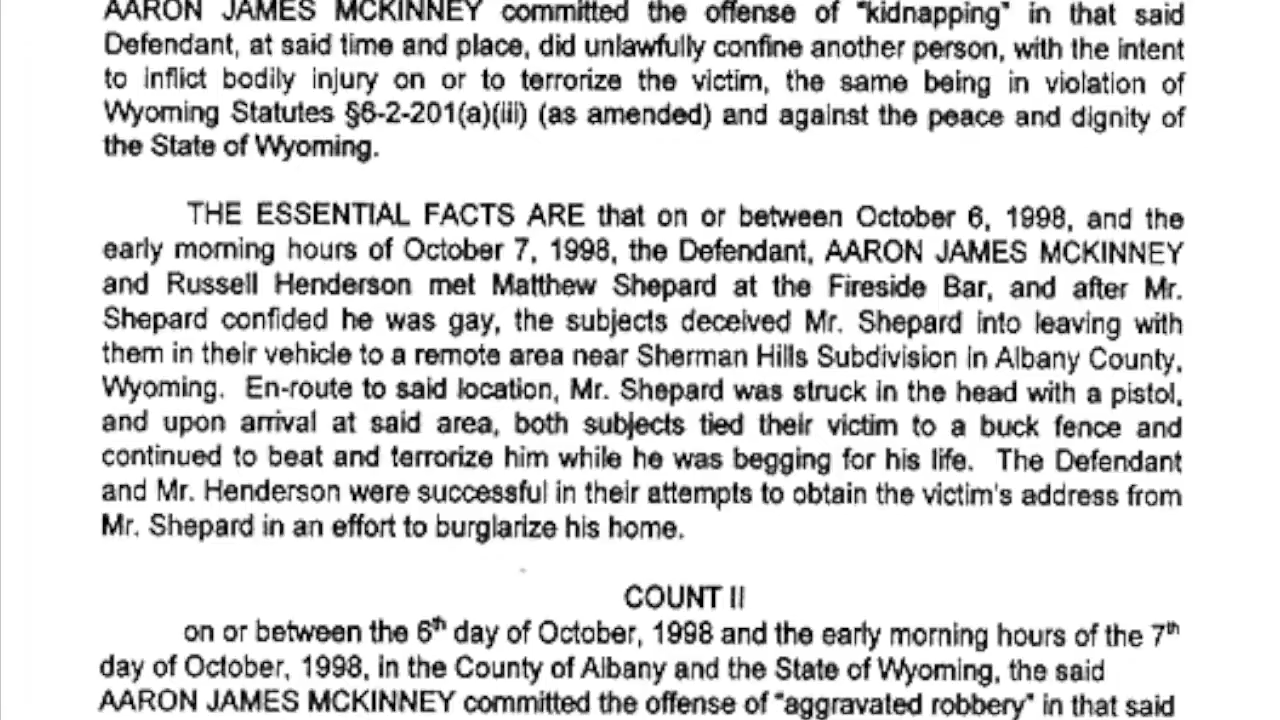 AARON JAMES MCKINNEY committed the offense of "kidnapping" in that said
Defendant, at said time and place, did unlawfully confine another person, with the intent
to inflict bodily injury on or to terrorize the victim, the same being in violation of
Wyoming Statutes §6-2-201(a)(iii) (as amended) and against the peace and dignity of
the State of Wyoming.
THE ESSENTIAL FACTS ARE that on or between October 6, 1998, and the
early morning hours of October 7, 1998, the Defendant, AARON JAMES MCKINNEY
and Russell Henderson met Matthew Shepard at the Fireside Bar, and after Mr.
Shepard confided he was gay, the subjects deceived Mr. Shepard into leaving with
them in their vehicle to a remote area near Sherman Hills Subdivision in Albany County,
Wyoming. En-route to said location, Mr. Shepard was struck in the head with a pistol,
and upon arrival at said area, both subjects tied their victim to a buck fence and
continued to beat and terrorize him while he was begging for his life. The Defendant
and Mr. Henderson were successful in their attempts to obtain the victim's address from
Mr. Shepard in an effort to burglarize his home.
COUNT II
on or between the 6th day of October, 1998 and the early morning hours of the 7th
day of October, 1998, in the County of Albany and the State of Wyoming, the said
AARON JAMES MCKINNEY committed the offense of "aggravated robbery" in that said